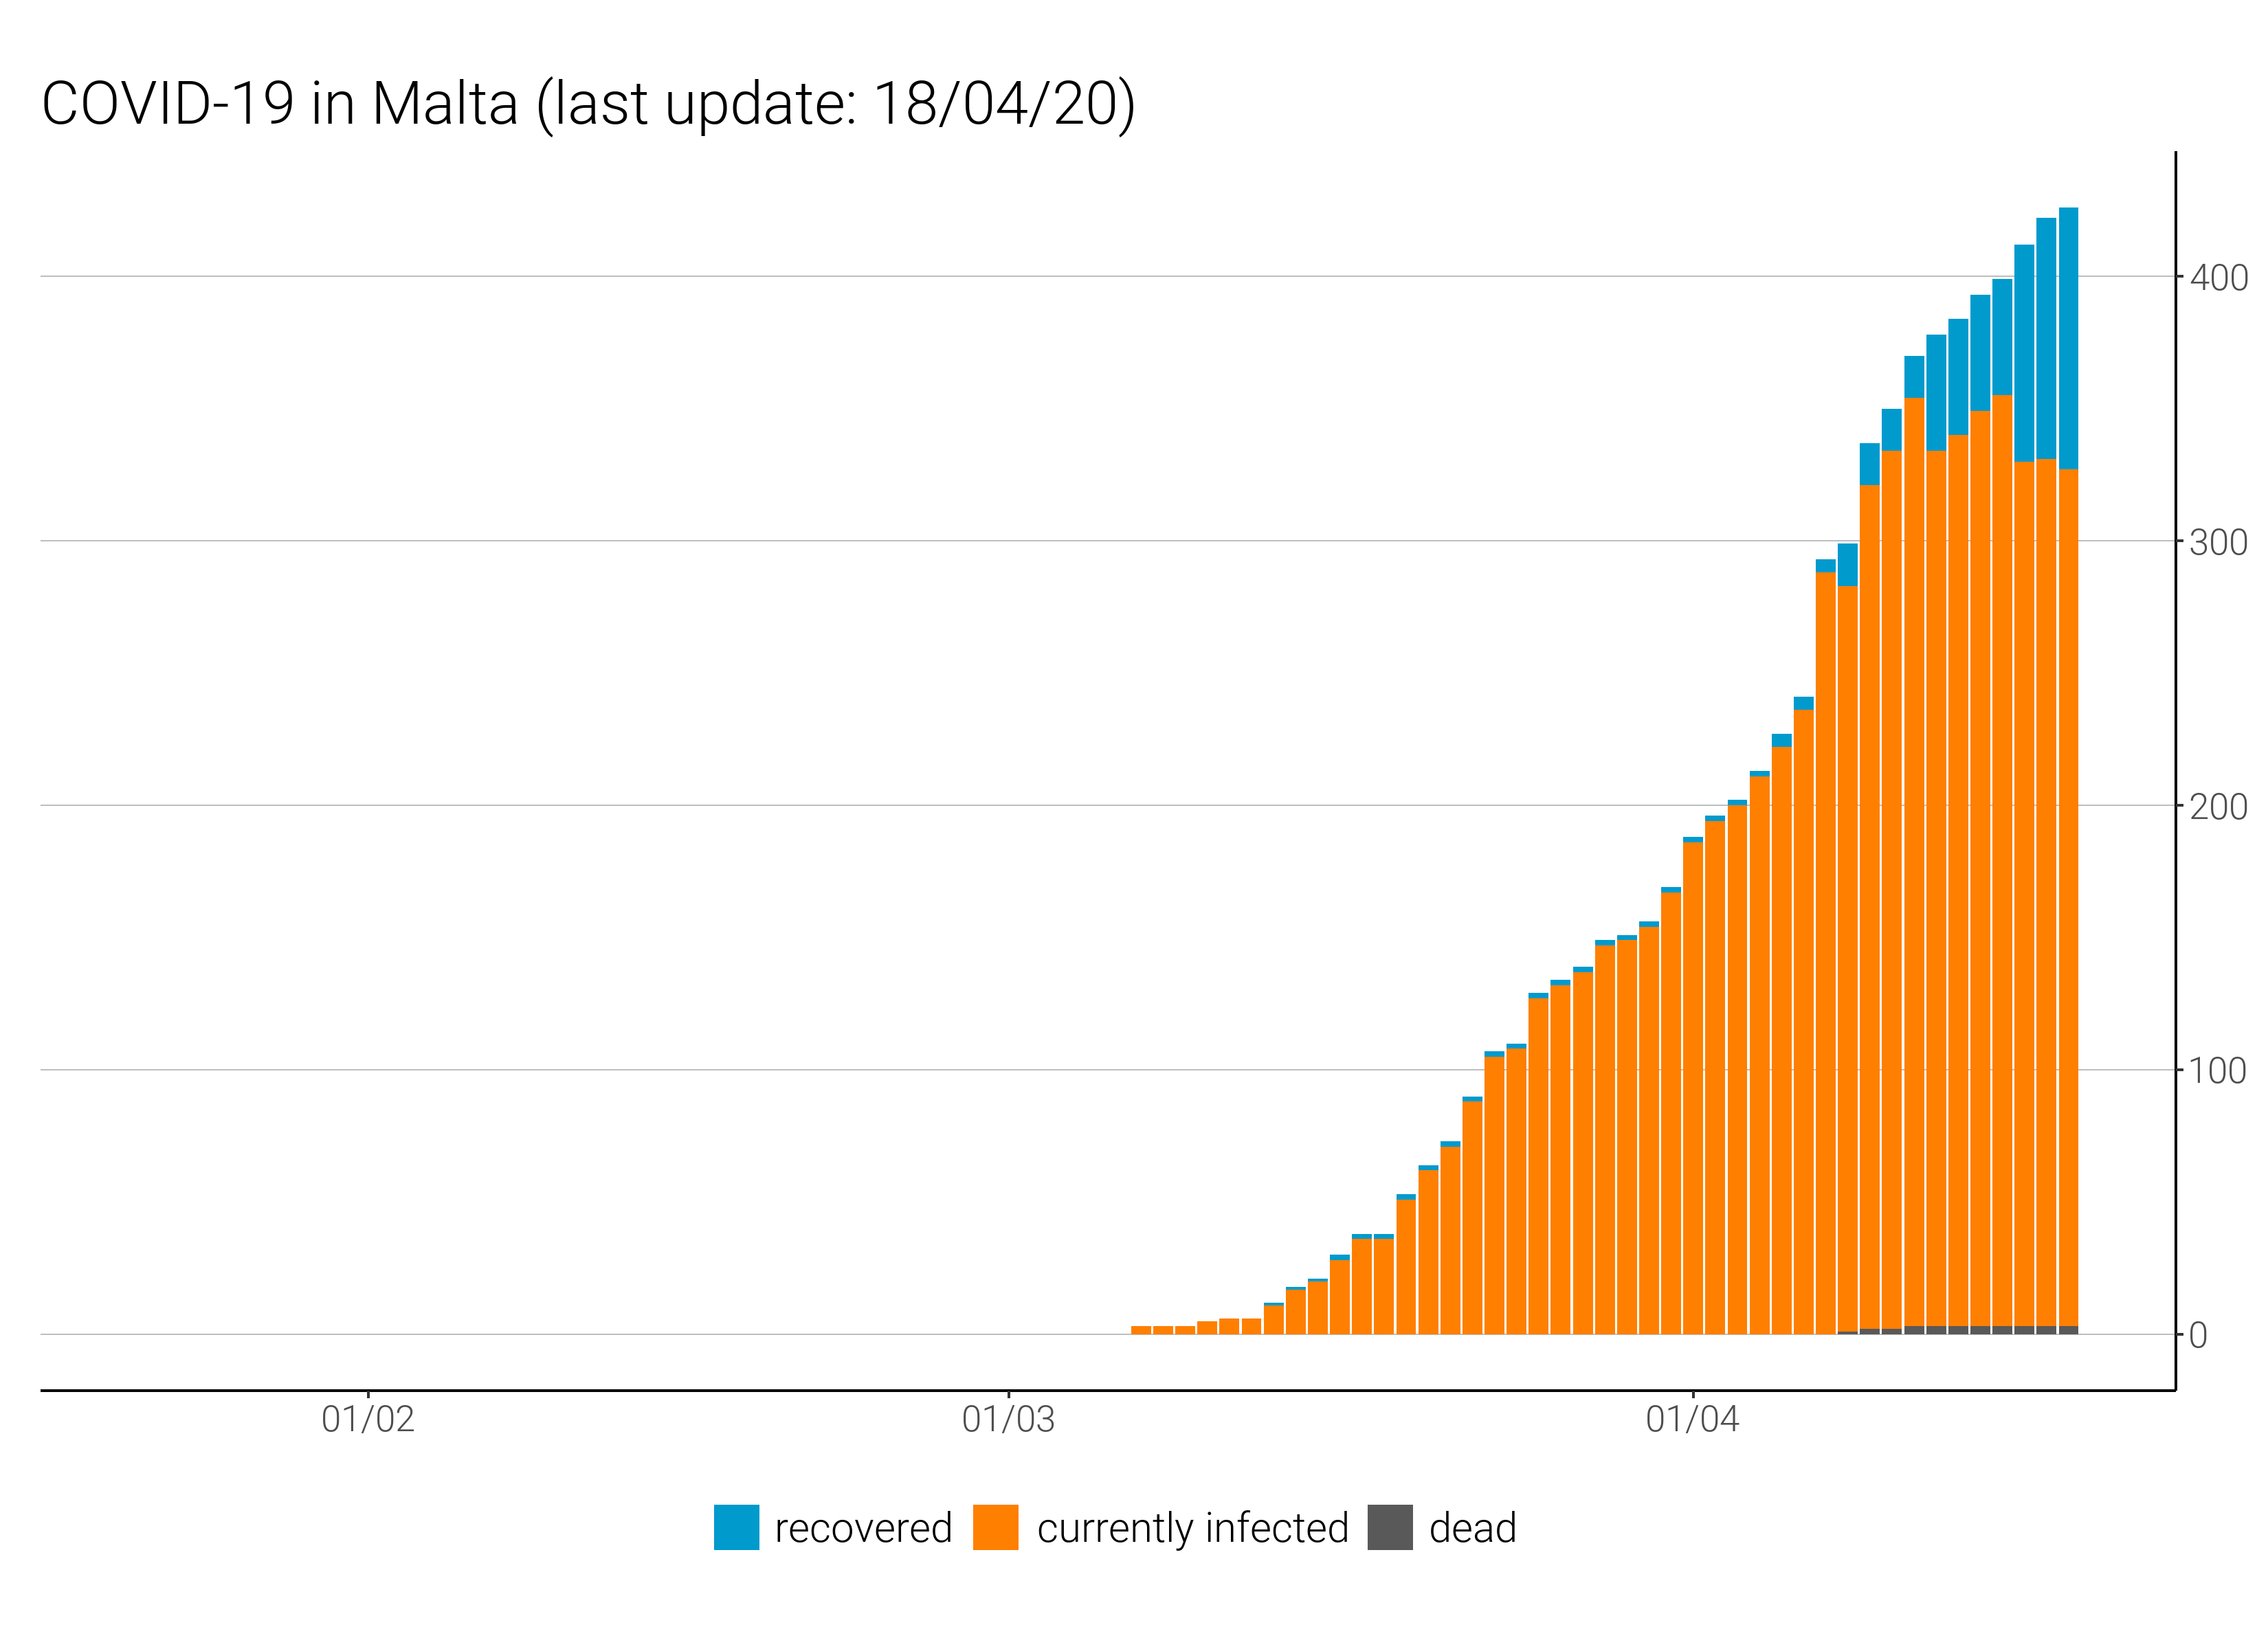 COVID-19 in Malta (last update: 18/04/20)
400
300
200
100
0
01/02 01/03 01/04
recovered currently infected dead